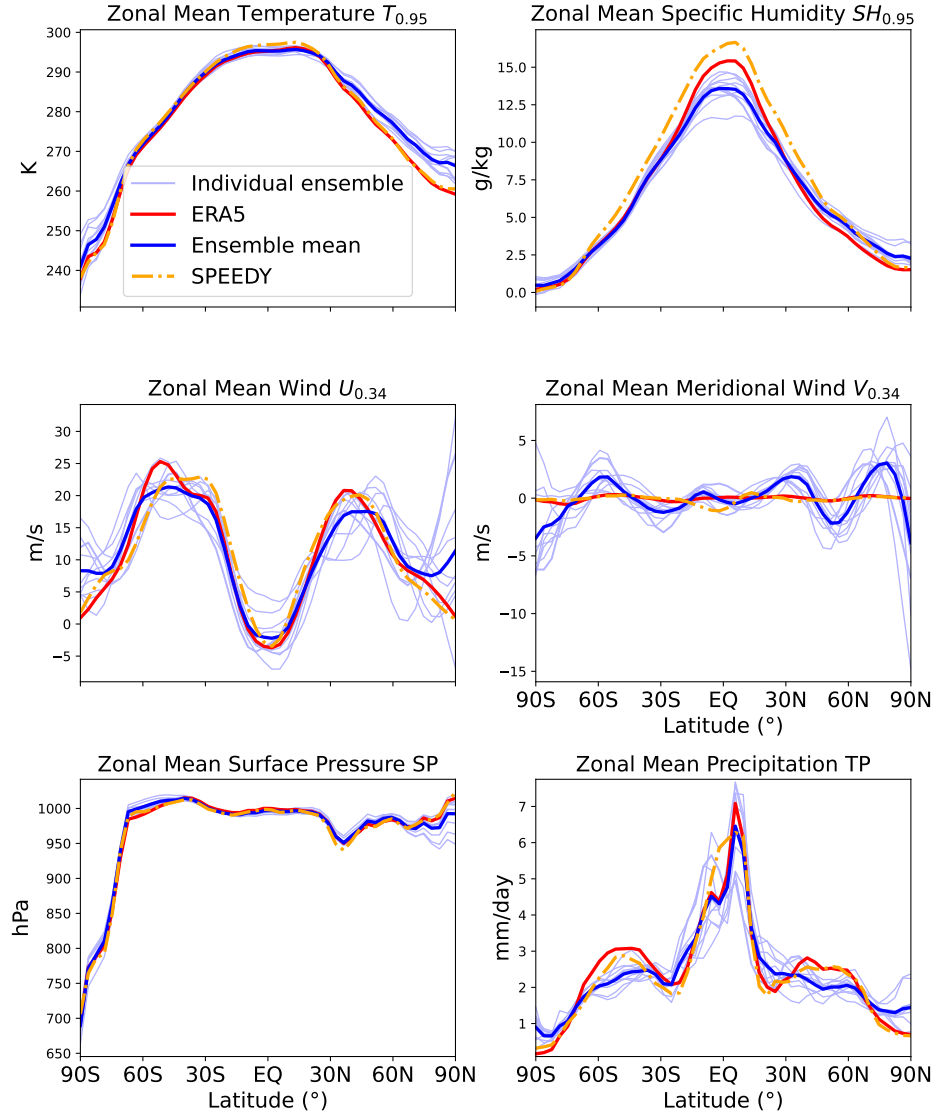 Zonal Mean Temperature T0.95
300
290
280
270
260
250
240
K
Individual ensemble
ERA5
Ensemble mean
SPEEDY
Zonal Mean Specific Humidity SH0.95
15.0
12.5
10.0
7.5
5.0
2.5
0.0
g/kg
Zonal Mean Wind U0.34
30
25
20
15
10
5
0
−5
m/s
Zonal Mean Meridional Wind V0.34
5
0
−5
−10
−15
m/s
90S 60S 30S EQ 30N 60N 90N
Latitude (°)
Zonal Mean Surface Pressure SP
1000
950
900
850
800
750
700
650
hPa
90S 60S 30S EQ 30N 60N 90N
Latitude (°)
Zonal Mean Precipitation TP
7
6
5
4
3
2
1
mm/day
90S 60S 30S EQ 30N 60N 90N
Latitude (°)